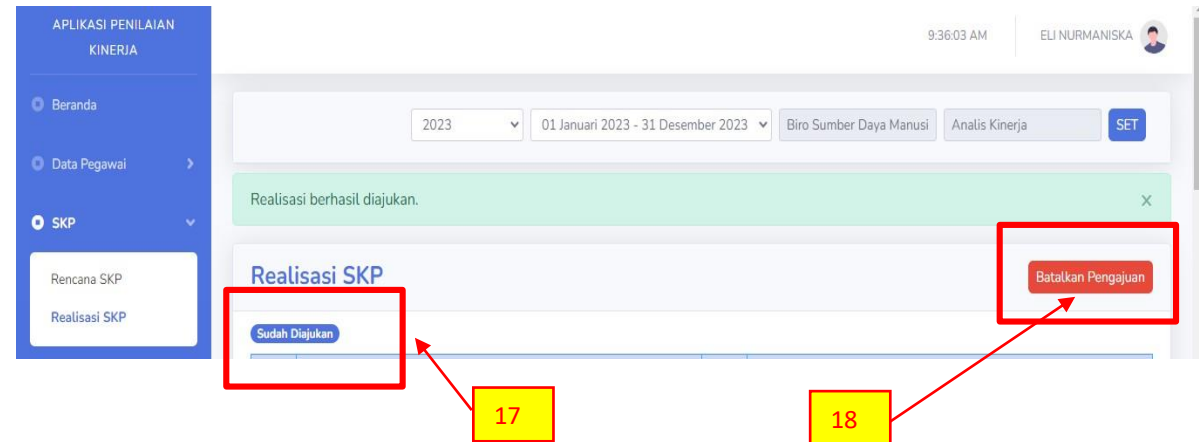 APLIKASI PENILAIAN
KINERJA
9:36:03 AM
ELI NURMANISKA
Beranda
2023
01 Januari 2023 - 31 Desember 2023
Biro Sumber Daya Manusi
Analis Kinerja
SET
Data Pegawai
Realisasi berhasil diajukan.
X
SKP
Rencana SKP
Realisasi SKP
Realisasi SKP
Batalkan Pengajuan
Sudah Diajukan
17
18